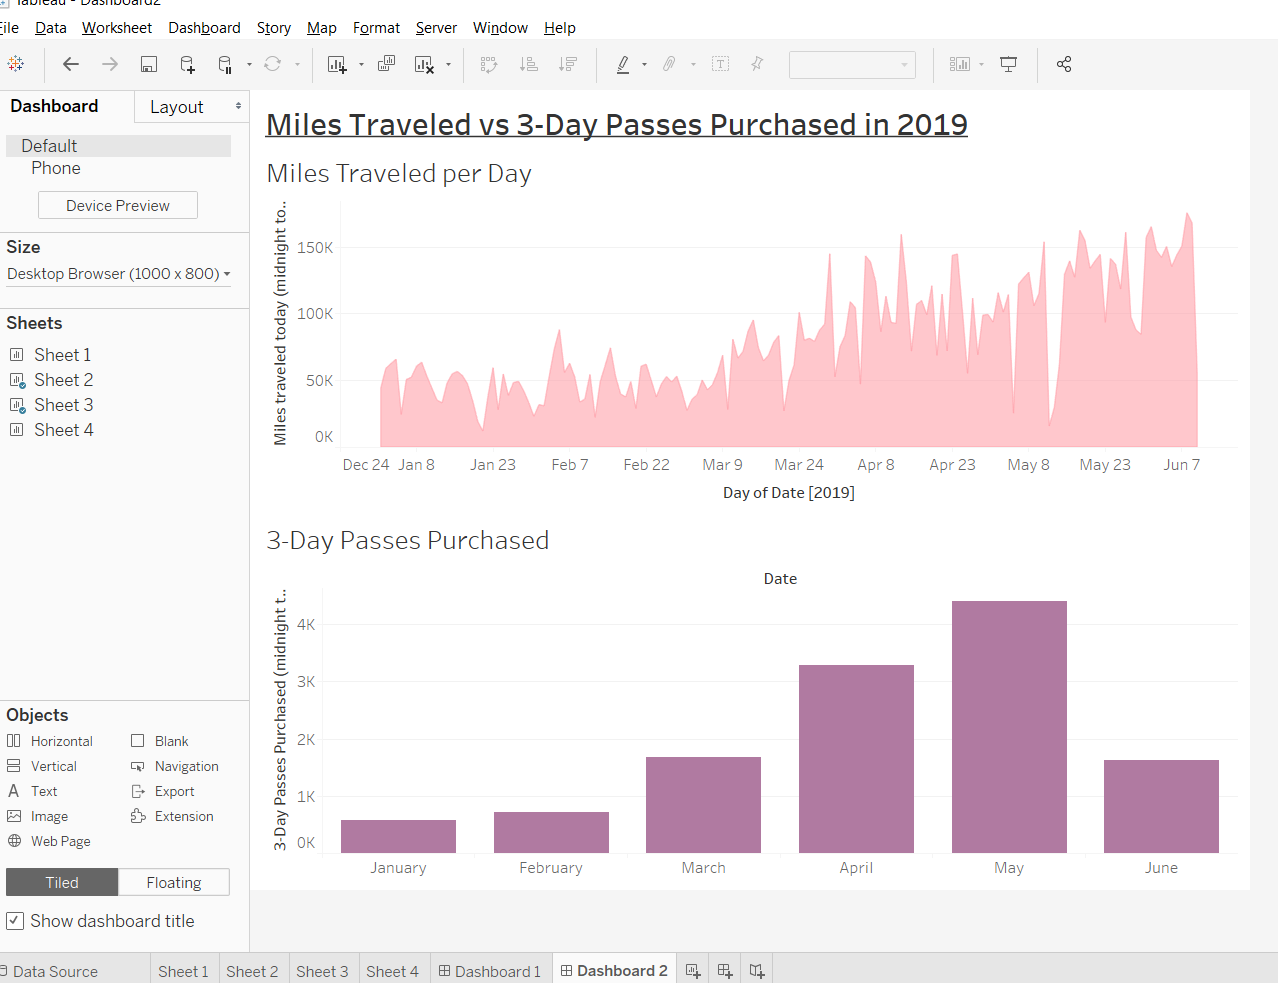 Tableau - Dashboard2
File Data Worksheet Dashboard Story Map Format Server Window Help
Dashboard Layout
Default
Phone
Device Preview
Size
Desktop Browser (1000 x 800)
Sheets
Sheet 1
Sheet 2
Sheet 3
Sheet 4
Objects
Horizontal Blank
Vertical Navigation
A Text Export
Image Extension
Web Page
Tiled Floating
Show dashboard title
Miles Traveled vs 3-Day Passes Purchased in 2019
Miles Traveled per Day
Miles traveled today (midnight to..
150K
100K
50K
0K
Dec 24 Jan 8 Jan 23 Feb 7 Feb 22 Mar 9 Mar 24 Apr 8 Apr 23 May 8 May 23 Jun 7
Day of Date [2019]
3-Day Passes Purchased
Date
3-Day Passes Purchased (midnight t..
4K
3K
2K
1K
0K
January February March April May June
Data Source Sheet 1 Sheet 2 Sheet 3 Sheet 4 Dashboard 1 Dashboard 2